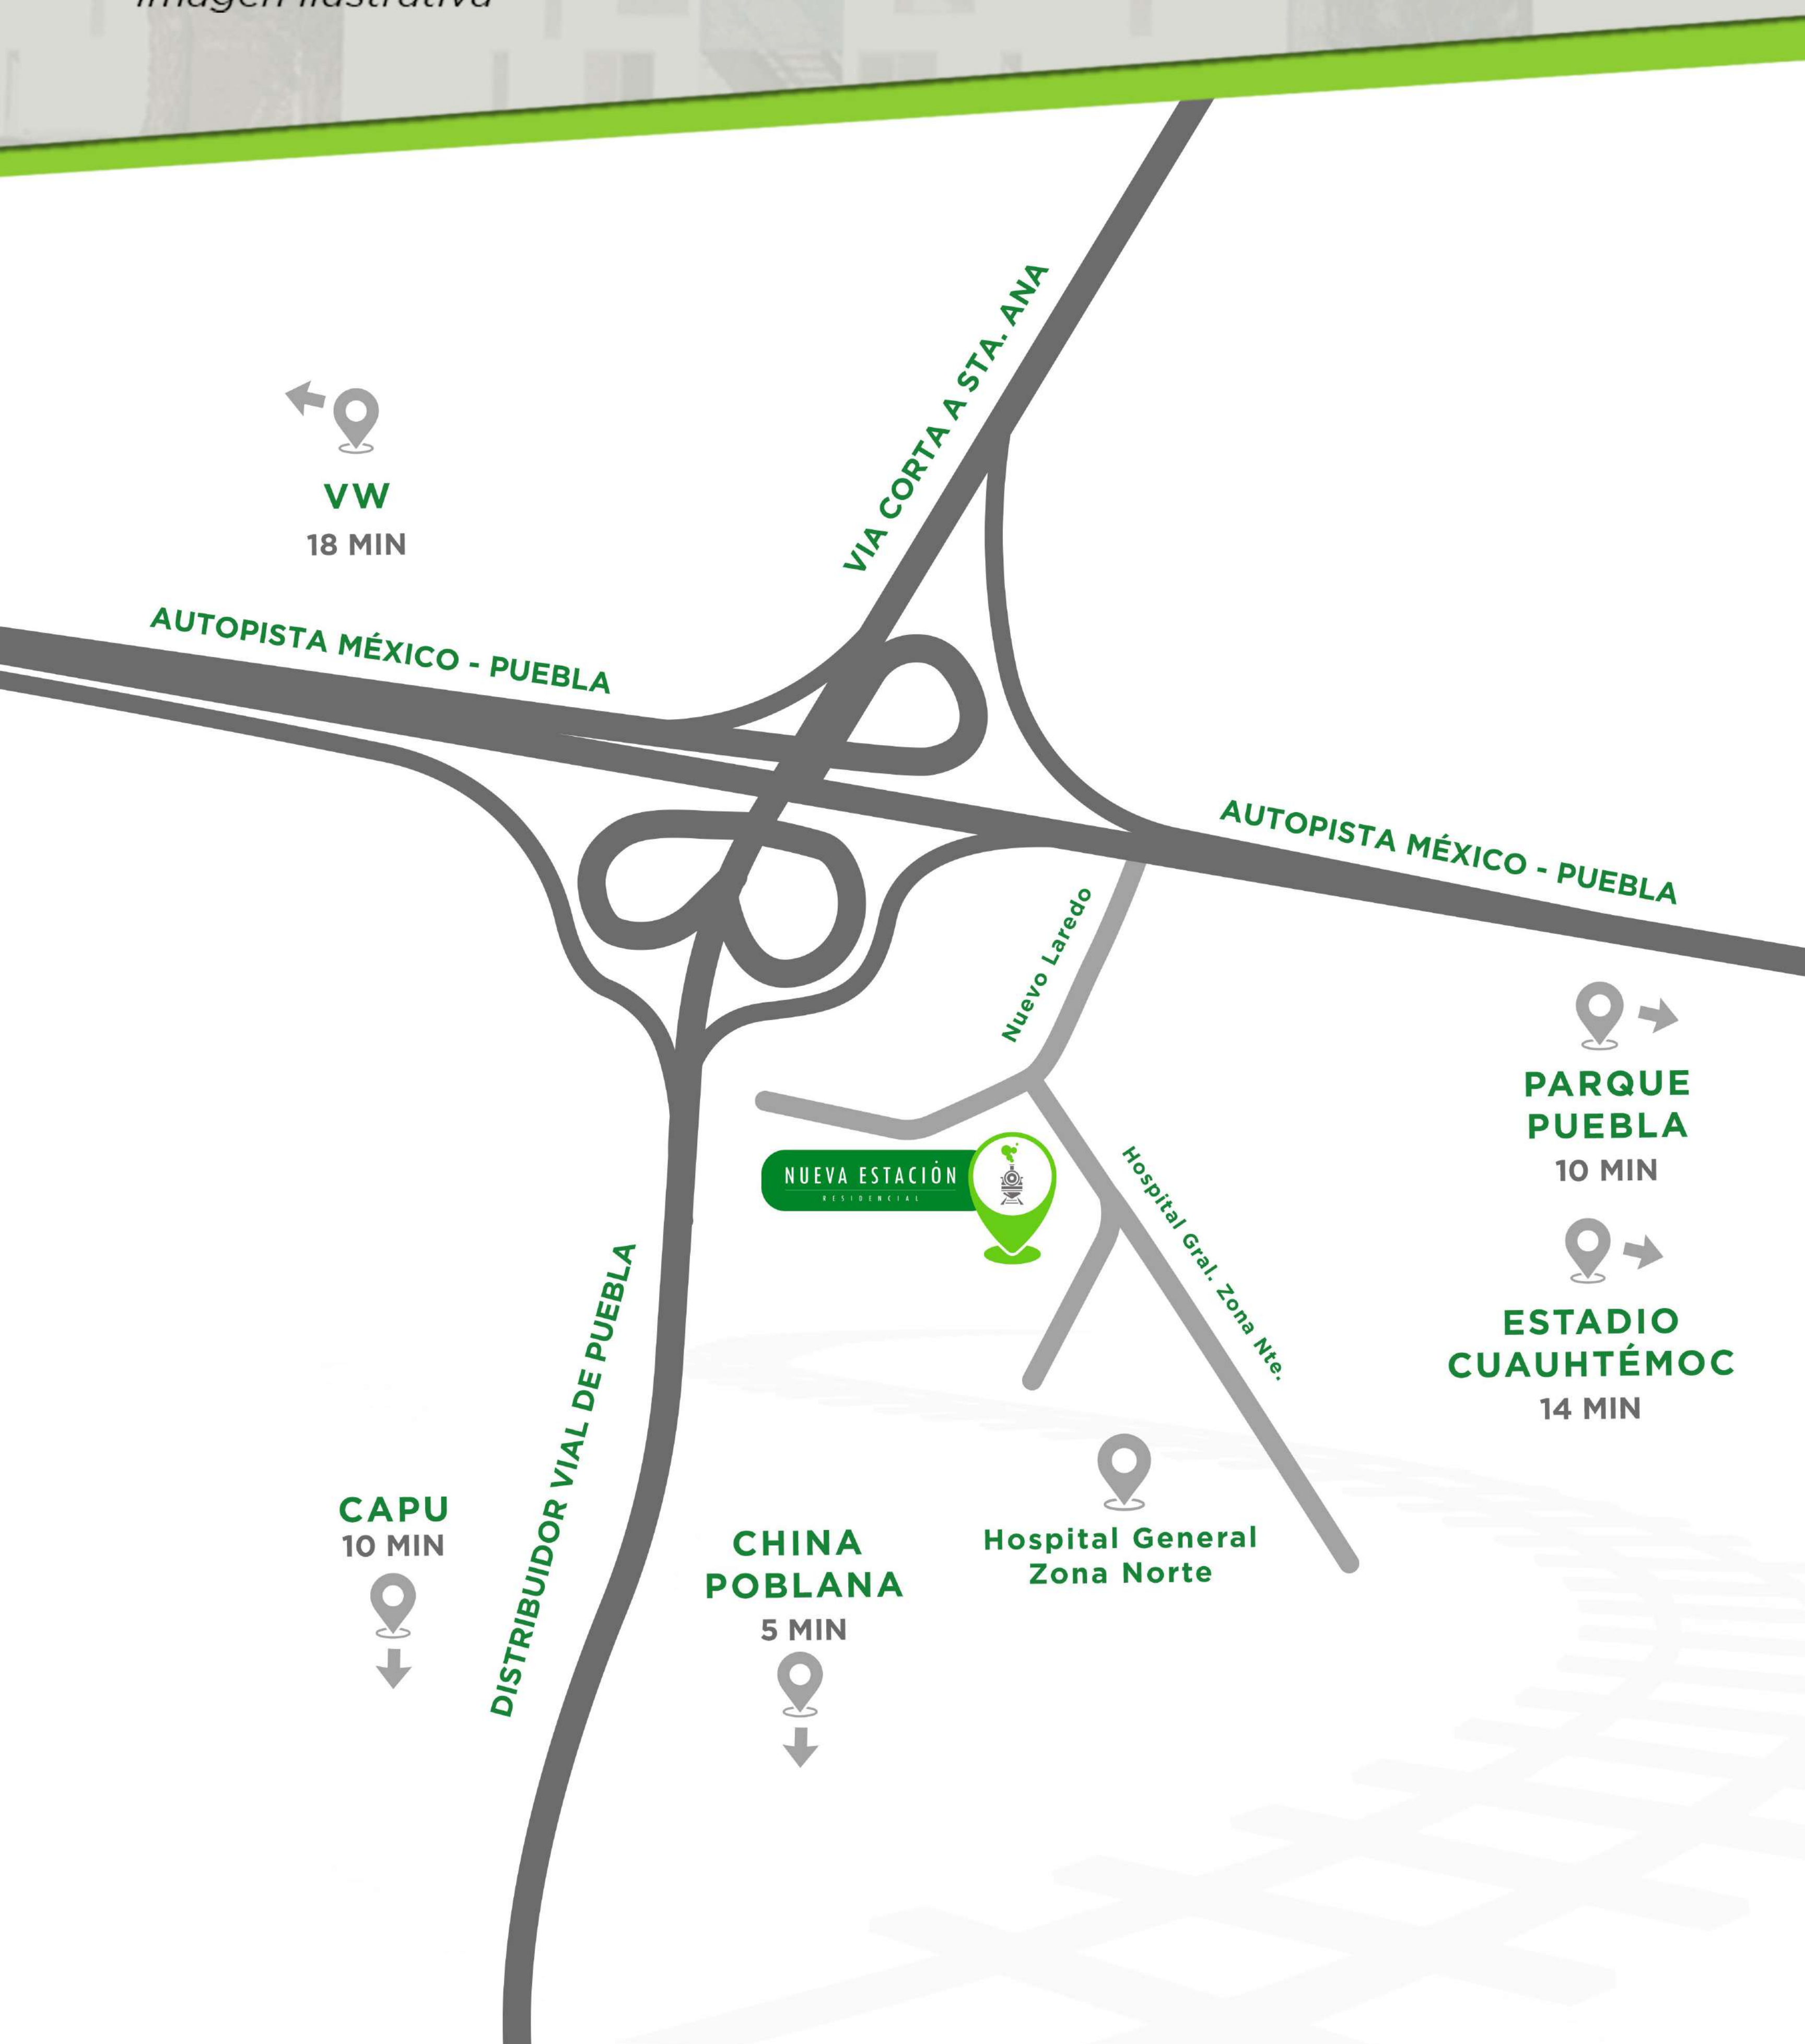 Imagen ilustrativa
VIA CORTA A STA. ANA
VW
18 MIN
AUTOPISTA MÉXICO - PUEBLA
AUTOPISTA MÉXICO - PUEBLA
Nuevo Laredo
PARQUE
PUEBLA
10 MIN
NUEVA ESTACIÓN
RESIDENCIAL
Hospital Gral. Zona Nte.
ESTADIO
CUAUHTÉMOC
14 MIN
DISTRIBUIDOR VIAL DE PUEBLA
CAPU
10 MIN
CHINA
POBLANA
5 MIN
Hospital General
Zona Norte